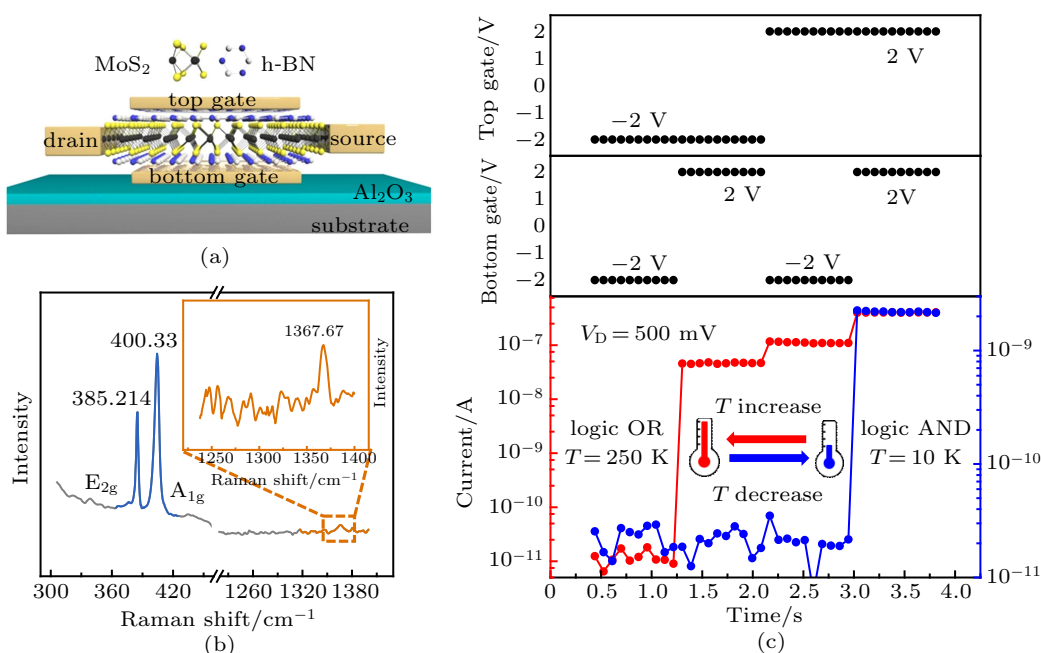 MoS₂ h-BN
top gate
drain
source
bottom gate
Al₂O₃
substrate
(a)
Intensity
400.33
385.214
E₂g
A₁g
300 360 420 1260 1320 1380
Raman shift/cm⁻¹
1367.67
Intensity
1250 1300 1350 1400
Raman shift/cm⁻¹
(b)
Top gate/V
2
1
0
−1
−2
−2 V
2 V
Bottom gate/V
2
1
0
−1
−2
−2 V
2 V
−2 V
2V
Current/A
10⁻⁷
10⁻⁸
10⁻⁹
10⁻¹⁰
10⁻¹¹
V_D = 500 mV
logic OR
T = 250 K
T increase
T decrease
logic AND
T = 10 K
10⁻⁹
10⁻¹⁰
10⁻¹¹
0 0.5 1.0 1.5 2.0 2.5 3.0 3.5 4.0
Time/s
(c)